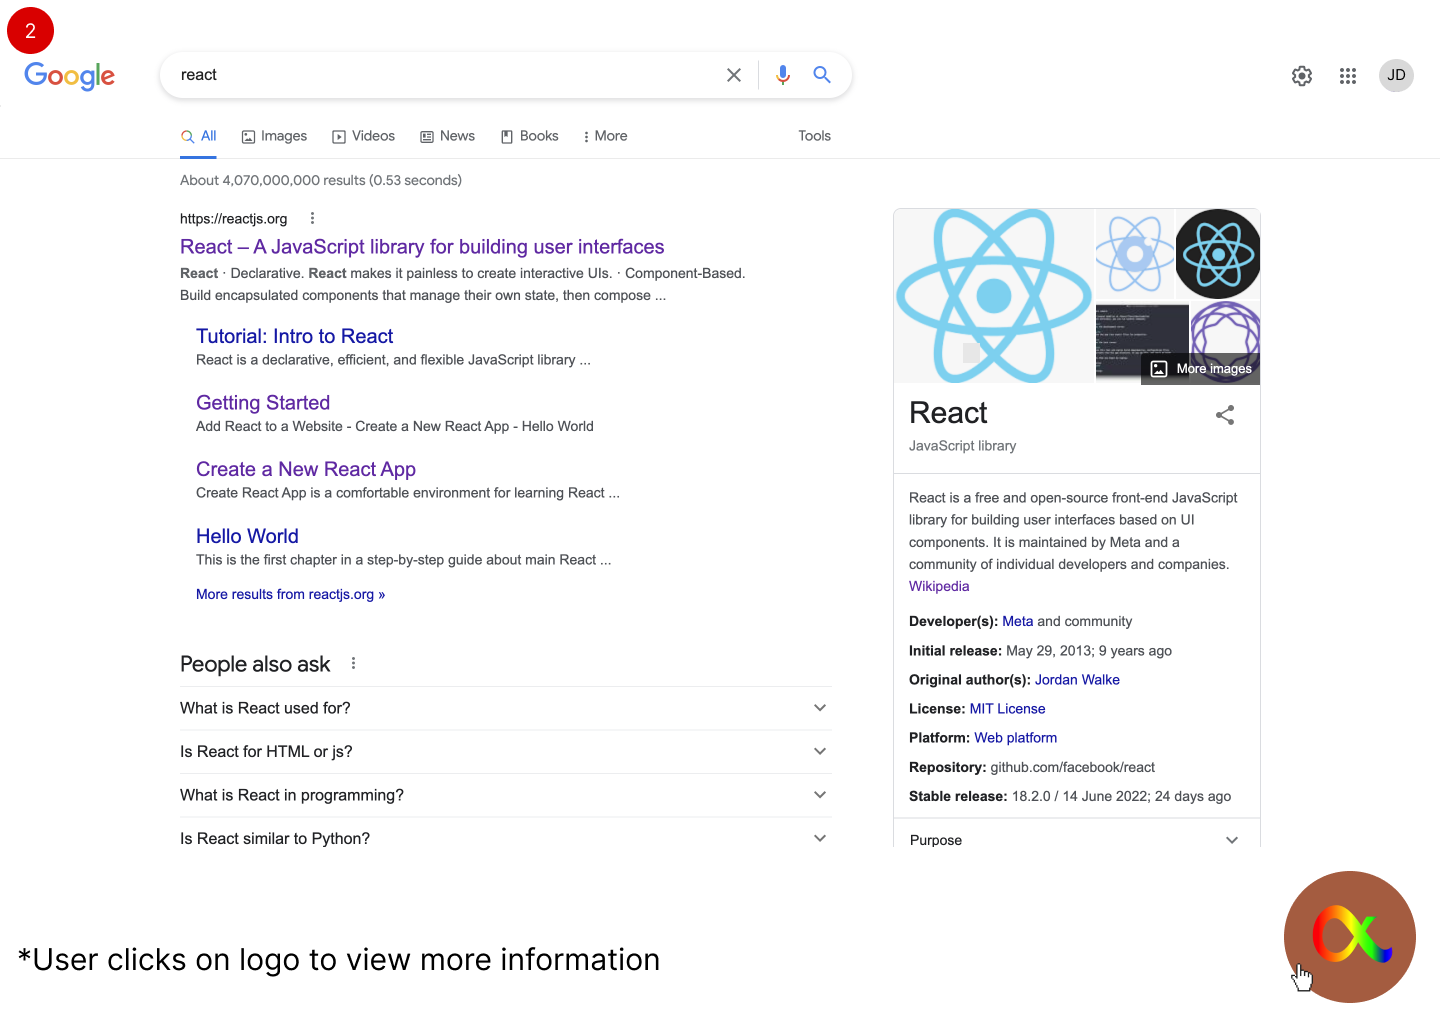 2
Google
react
JD
All Images Videos News Books More Tools
About 4,070,000,000 results (0.53 seconds)
https://reactjs.org
React – A JavaScript library for building user interfaces
React · Declarative. React makes it painless to create interactive UIs. · Component-Based.
Build encapsulated components that manage their own state, then compose ...
Tutorial: Intro to React
React is a declarative, efficient, and flexible JavaScript library ...
Getting Started
Add React to a Website - Create a New React App - Hello World
Create a New React App
Create React App is a comfortable environment for learning React ...
Hello World
This is the first chapter in a step-by-step guide about main React ...
More results from reactjs.org »
People also ask
What is React used for?
Is React for HTML or js?
What is React in programming?
Is React similar to Python?
More images
React
JavaScript library
React is a free and open-source front-end JavaScript
library for building user interfaces based on UI
components. It is maintained by Meta and a
community of individual developers and companies.
Wikipedia
Developer(s): Meta and community
Initial release: May 29, 2013; 9 years ago
Original author(s): Jordan Walke
License: MIT License
Platform: Web platform
Repository: github.com/facebook/react
Stable release: 18.2.0 / 14 June 2022; 24 days ago
Purpose
α
*User clicks on logo to view more information